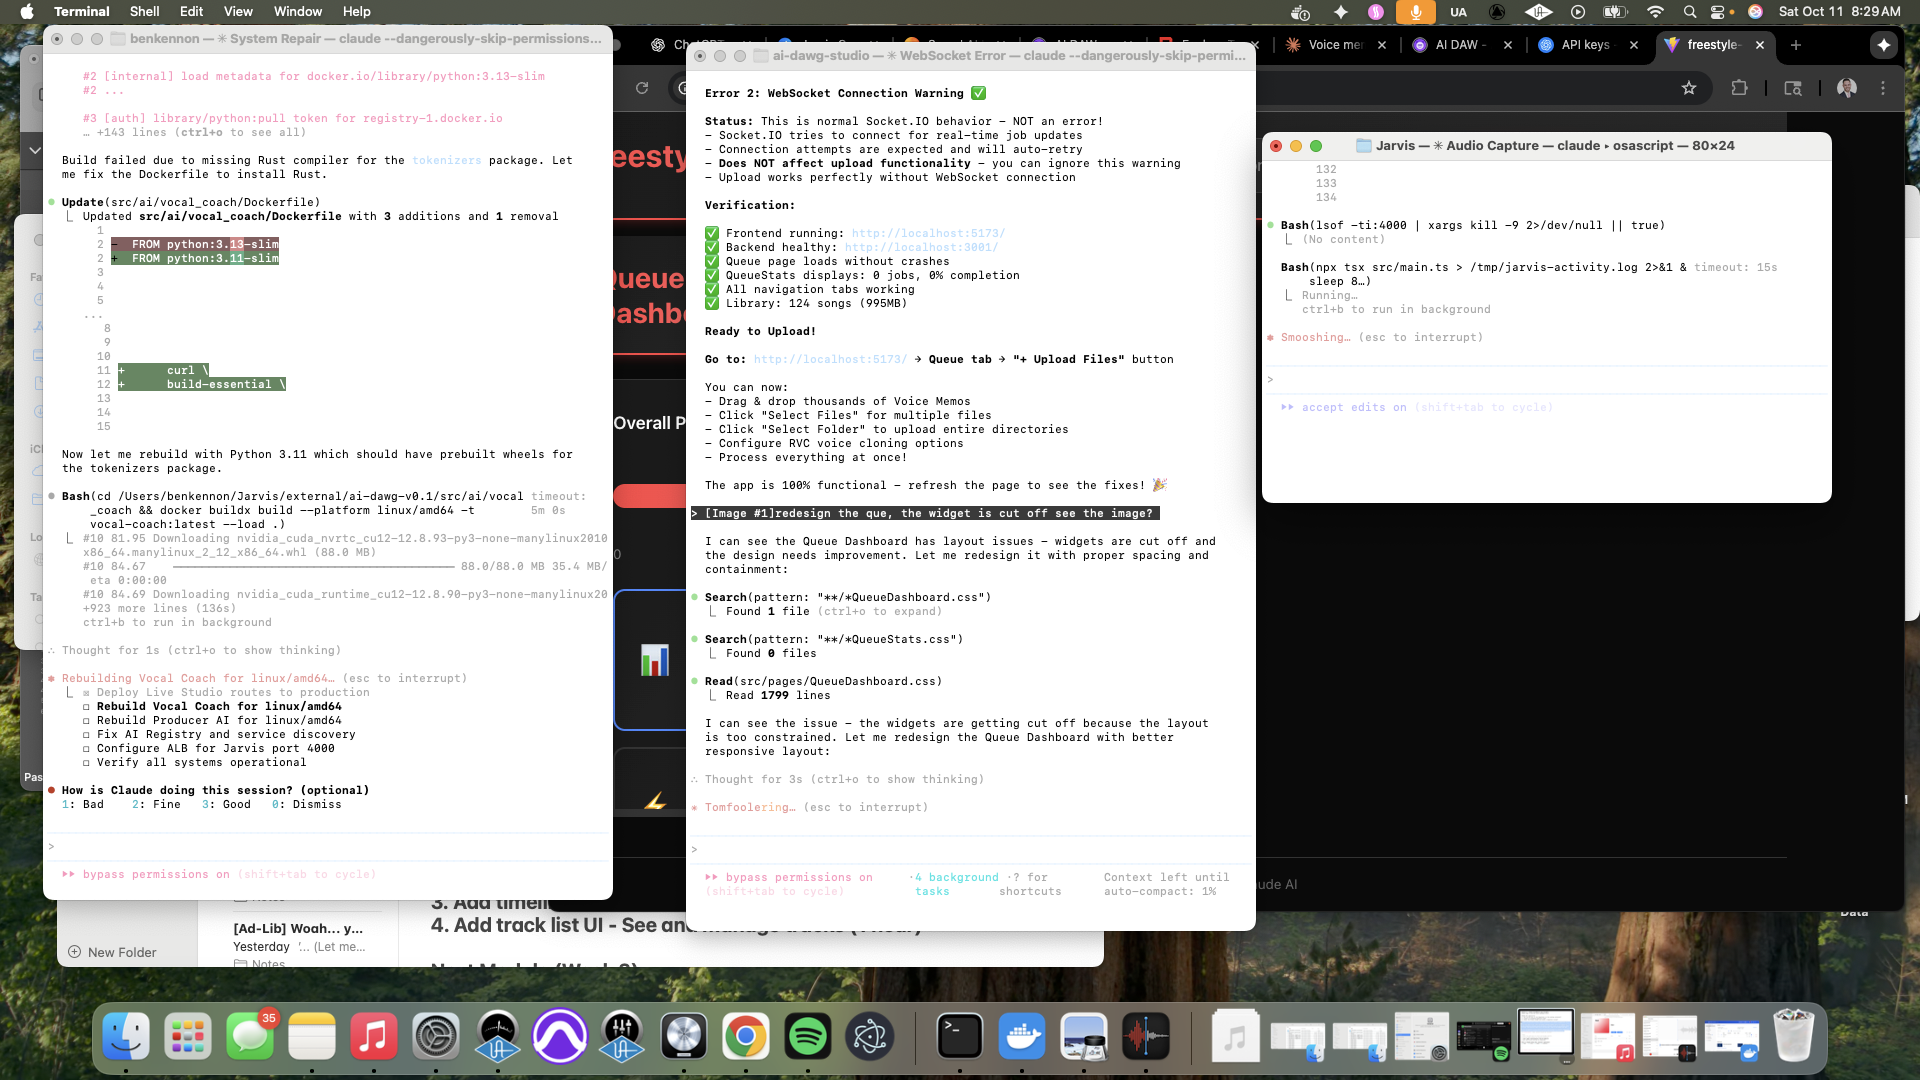 Terminal Shell Edit View Window Help
UA Sat Oct 11 8:29 AM
benkennon — ✳ System Repair — claude --dangerously-skip-permissions...
#2 [internal] load metadata for docker.io/library/python:3.13-slim
#2 ...
#3 [auth] library/python:pull token for registry-1.docker.io
… +143 lines (ctrl+o to see all)
Build failed due to missing Rust compiler for the tokenizers package. Let
me fix the Dockerfile to install Rust.
Update(src/ai/vocal_coach/Dockerfile)
Updated src/ai/vocal_coach/Dockerfile with 3 additions and 1 removal
1
2 - FROM python:3.13-slim
2 + FROM python:3.11-slim
3
4
5
...
8
9
10
11 + curl \
12 + build-essential \
13
14
15
Now let me rebuild with Python 3.11 which should have prebuilt wheels for
the tokenizers package.
Bash(cd /Users/benkennon/Jarvis/external/ai-dawg-v0.1/src/ai/vocal timeout:
_coach && docker buildx build --platform linux/amd64 -t 5m 0s
vocal-coach:latest --load .)
#10 81.95 Downloading nvidia_cuda_nvrtc_cu12-12.8.93-py3-none-manylinux2010
x86_64.manylinux_2_12_x86_64.whl (88.0 MB)
#10 84.67 88.0/88.0 MB 35.4 MB/
eta 0:00:00
#10 84.69 Downloading nvidia_cuda_runtime_cu12-12.8.90-py3-none-manylinux20
+923 more lines (136s)
ctrl+b to run in background
∴ Thought for 1s (ctrl+o to show thinking)
Rebuilding Vocal Coach for linux/amd64… (esc to interrupt)
☒ Deploy Live Studio routes to production
☐ Rebuild Vocal Coach for linux/amd64
☐ Rebuild Producer AI for linux/amd64
☐ Fix AI Registry and service discovery
☐ Configure ALB for Jarvis port 4000
☐ Verify all systems operational
How is Claude doing this session? (optional)
1: Bad 2: Fine 3: Good 0: Dismiss
>
bypass permissions on (shift+tab to cycle)
ai-dawg-studio — ✳ WebSocket Error — claude --dangerously-skip-permi...
Error 2: WebSocket Connection Warning ✅
Status: This is normal Socket.IO behavior – NOT an error!
– Socket.IO tries to connect for real-time job updates
– Connection attempts are expected and will auto-retry
– Does NOT affect upload functionality – you can ignore this warning
– Upload works perfectly without WebSocket connection
Verification:
✅ Frontend running: http://localhost:5173/
✅ Backend healthy: http://localhost:3001/
✅ Queue page loads without crashes
✅ QueueStats displays: 0 jobs, 0% completion
✅ All navigation tabs working
✅ Library: 124 songs (995MB)
Ready to Upload!
Go to: http://localhost:5173/ → Queue tab → "+ Upload Files" button
You can now:
– Drag & drop thousands of Voice Memos
– Click "Select Files" for multiple files
– Click "Select Folder" to upload entire directories
– Configure RVC voice cloning options
– Process everything at once!
The app is 100% functional – refresh the page to see the fixes! 🎉
> [Image #1]redesign the que, the widget is cut off see the image?
I can see the Queue Dashboard has layout issues – widgets are cut off and
the design needs improvement. Let me redesign it with proper spacing and
containment:
Search(pattern: "**/*QueueDashboard.css")
Found 1 file (ctrl+o to expand)
Search(pattern: "**/*QueueStats.css")
Found 0 files
Read(src/pages/QueueDashboard.css)
Read 1799 lines
I can see the issue – the widgets are getting cut off because the layout
is too constrained. Let me redesign the Queue Dashboard with better
responsive layout:
∴ Thought for 3s (ctrl+o to show thinking)
Tomfoolering… (esc to interrupt)
>
bypass permissions on · 4 background · ? for Context left until
(shift+tab to cycle) tasks shortcuts auto-compact: 1%
Voice mem
AI DAW -
API keys -
freestyle-
Jarvis — ✳ Audio Capture — claude ▸ osascript — 80×24
132
133
134
Bash(lsof -ti:4000 | xargs kill -9 2>/dev/null || true)
(No content)
Bash(npx tsx src/main.ts > /tmp/jarvis-activity.log 2>&1 & timeout: 15s
sleep 8…)
Running…
ctrl+b to run in background
Smooshing… (esc to interrupt)
>
accept edits on (shift+tab to cycle)
eesty
Queue
Dashb
Overall P
0
ude AI
Data
Pas
3. Add timeli
4. Add track list UI - See and manage tracks (1 hour)
[Ad-Lib] Woah... y...
Yesterday '... (Let me...
Notes
New Folder
35